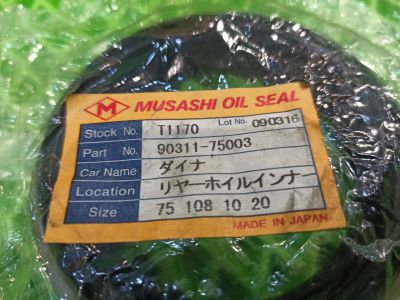 M MUSASHI OIL SEAL
Stock No. T1170 Lot No. 090316
Part No. 90311-75003
Car Name ダイナ
Location リヤーホイルインナー
Size 75 108 10 20
MADE IN JAPAN